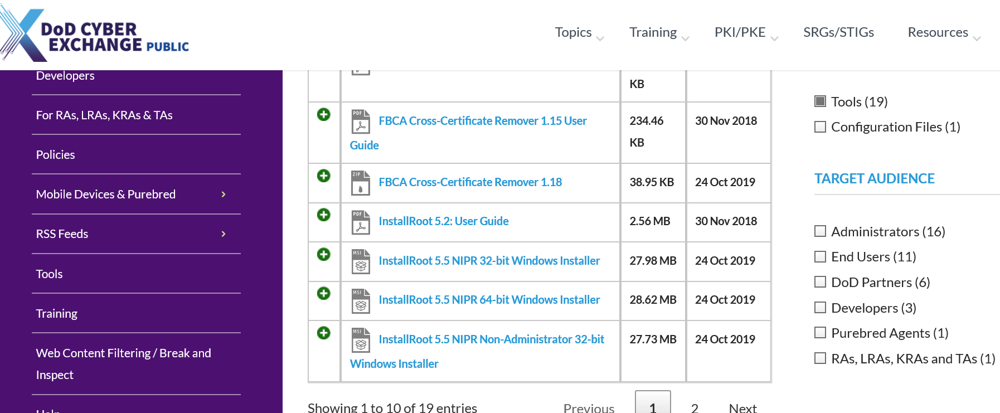 DoD CYBER
EXCHANGE PUBLIC
Topics
Training
PKI/PKE
SRGs/STIGs
Resources
Developers
For RAs, LRAs, KRAs & TAs
Policies
Mobile Devices & Purebred
RSS Feeds
Tools
Training
Web Content Filtering / Break and
Inspect
KB
PDF
FBCA Cross-Certificate Remover 1.15 User
Guide
234.46
KB
30 Nov 2018
ZIP
FBCA Cross-Certificate Remover 1.18
38.95 KB
24 Oct 2019
PDF
InstallRoot 5.2: User Guide
2.56 MB
30 Nov 2018
MSI
InstallRoot 5.5 NIPR 32-bit Windows Installer
27.98 MB
24 Oct 2019
MSI
InstallRoot 5.5 NIPR 64-bit Windows Installer
28.62 MB
24 Oct 2019
MSI
InstallRoot 5.5 NIPR Non-Administrator 32-bit
Windows Installer
27.73 MB
24 Oct 2019
Showing 1 to 10 of 19 entries
Previous
1
2
Next
Tools (19)
Configuration Files (1)
TARGET AUDIENCE
Administrators (16)
End Users (11)
DoD Partners (6)
Developers (3)
Purebred Agents (1)
RAs, LRAs, KRAs and TAs (1)